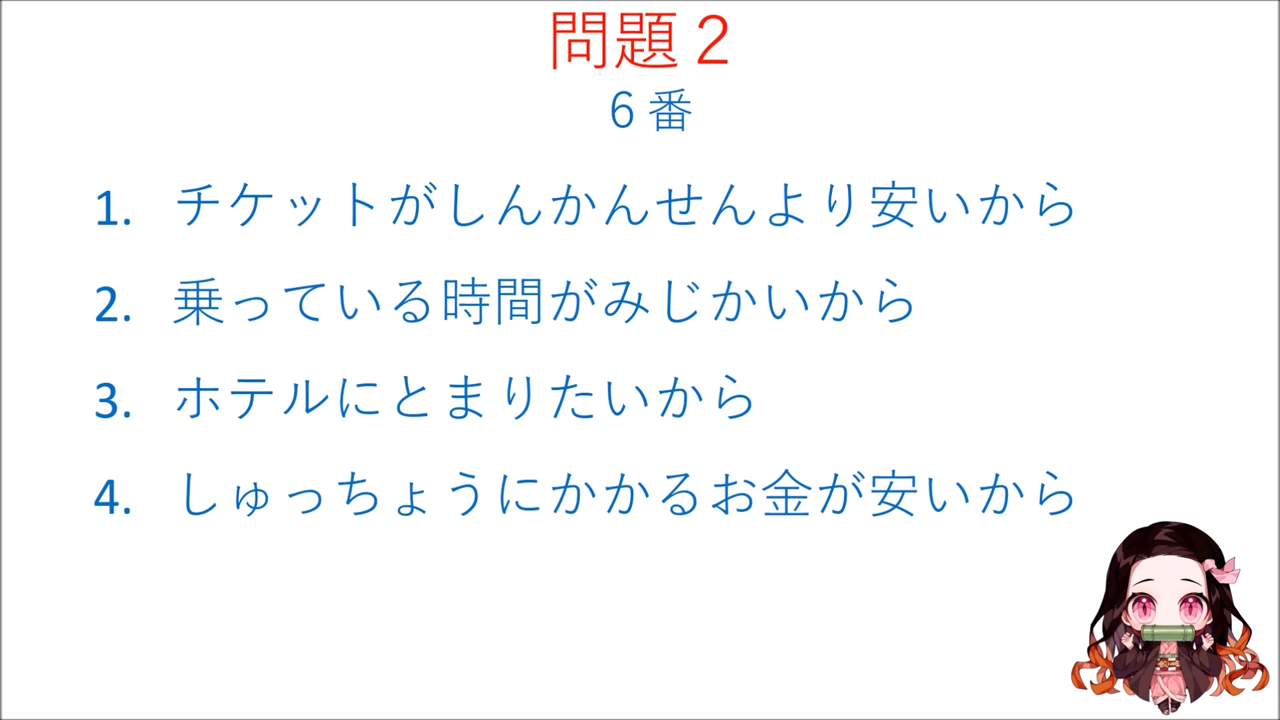 問題２
６番
1. チケットがしんかんせんより安いから
2. 乗っている時間がみじかいから
3. ホテルにとまりたいから
4. しゅっちょうにかかるお金が安いから